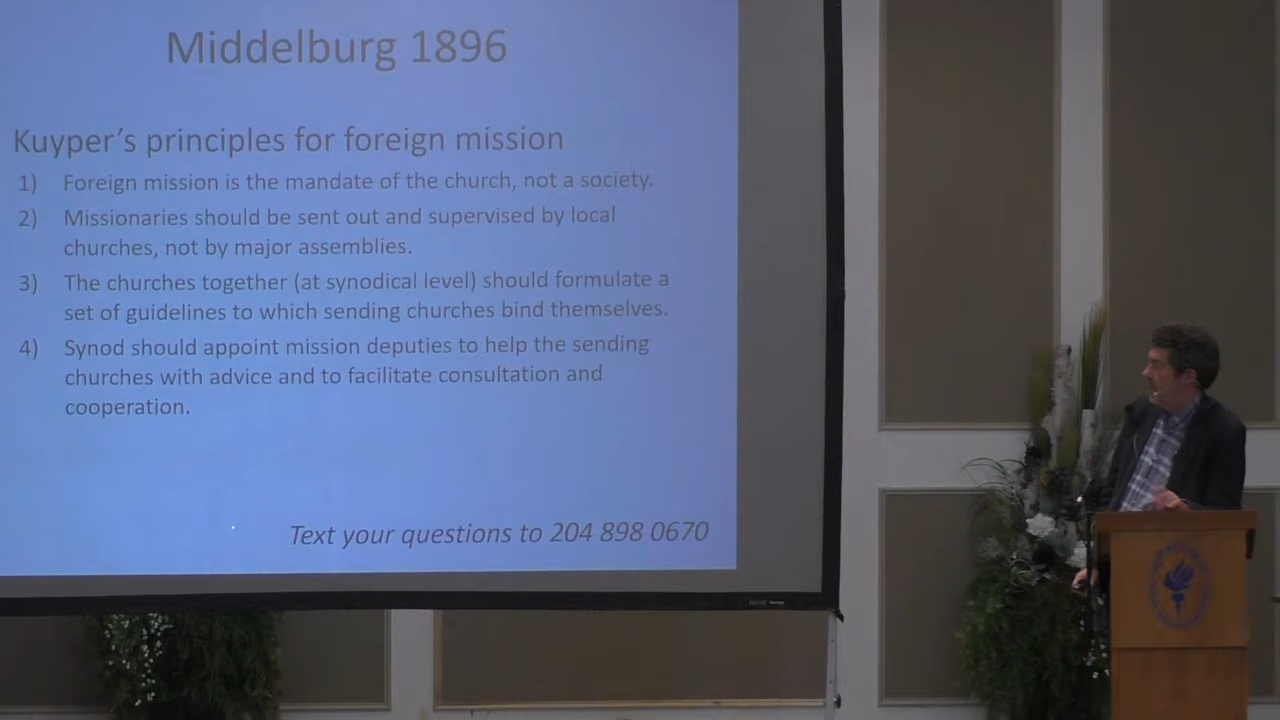 Middelburg 1896
Kuyper's principles for foreign mission
1) Foreign mission is the mandate of the church, not a society.
2) Missionaries should be sent out and supervised by local
churches, not by major assemblies.
3) The churches together (at synodical level) should formulate a
set of guidelines to which sending churches bind themselves.
4) Synod should appoint mission deputies to help the sending
churches with advice and to facilitate consultation and
cooperation.
Text your questions to 204 898 0670